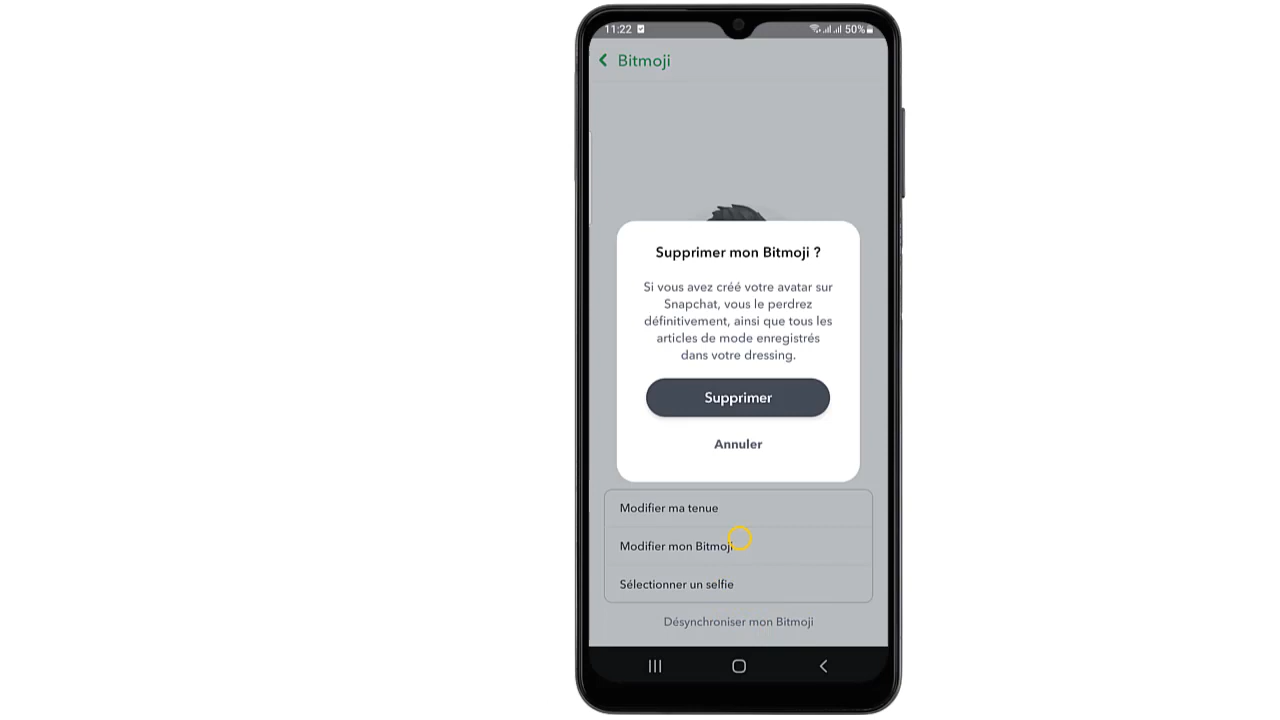 11:22
50%
Bitmoji
Supprimer mon Bitmoji ?
Si vous avez créé votre avatar sur
Snapchat, vous le perdrez
définitivement, ainsi que tous les
articles de mode enregistrés
dans votre dressing.
Supprimer
Annuler
Modifier ma tenue
Modifier mon Bitmoji
Sélectionner un selfie
Désynchroniser mon Bitmoji